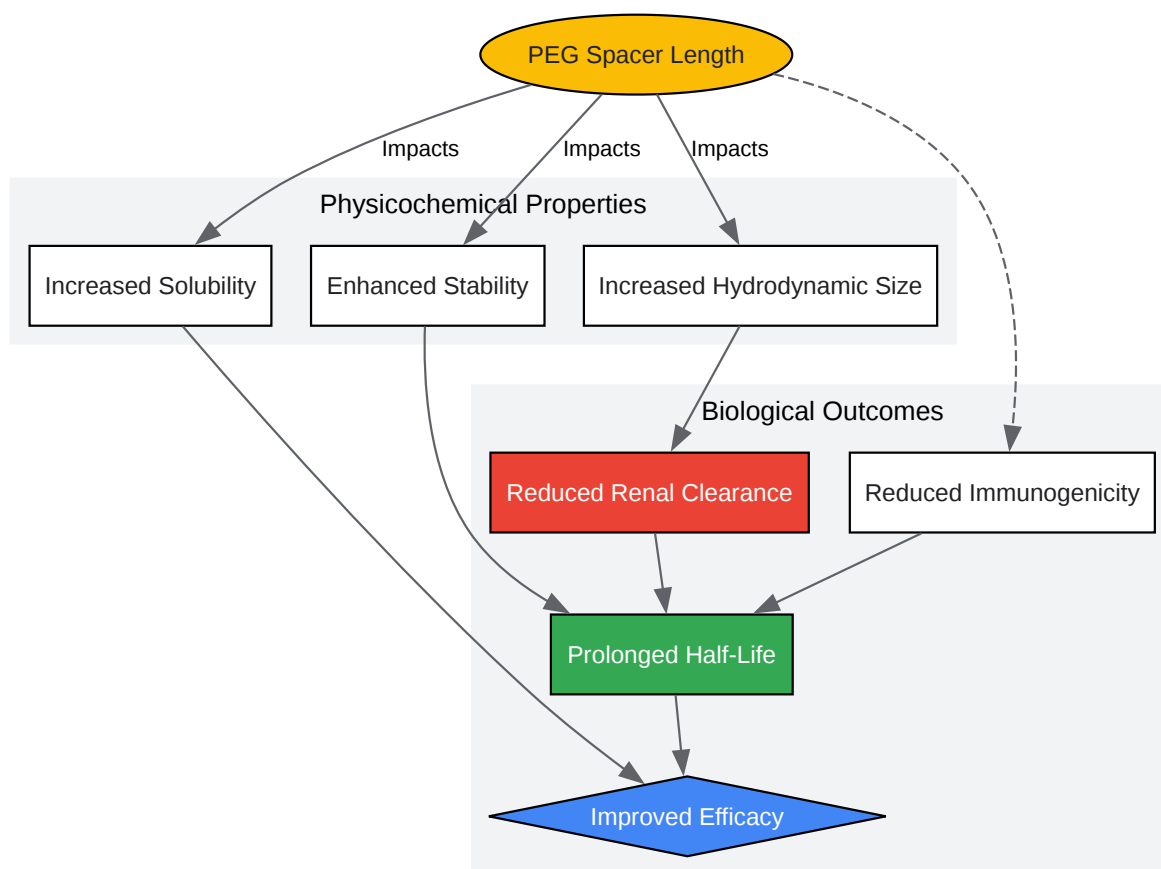 PEG Spacer Length
Impacts
Impacts
Impacts
Physicochemical Properties
Increased Solubility
Enhanced Stability
Increased Hydrodynamic Size
Biological Outcomes
Reduced Renal Clearance
Reduced Immunogenicity
Prolonged Half-Life
Improved Efficacy